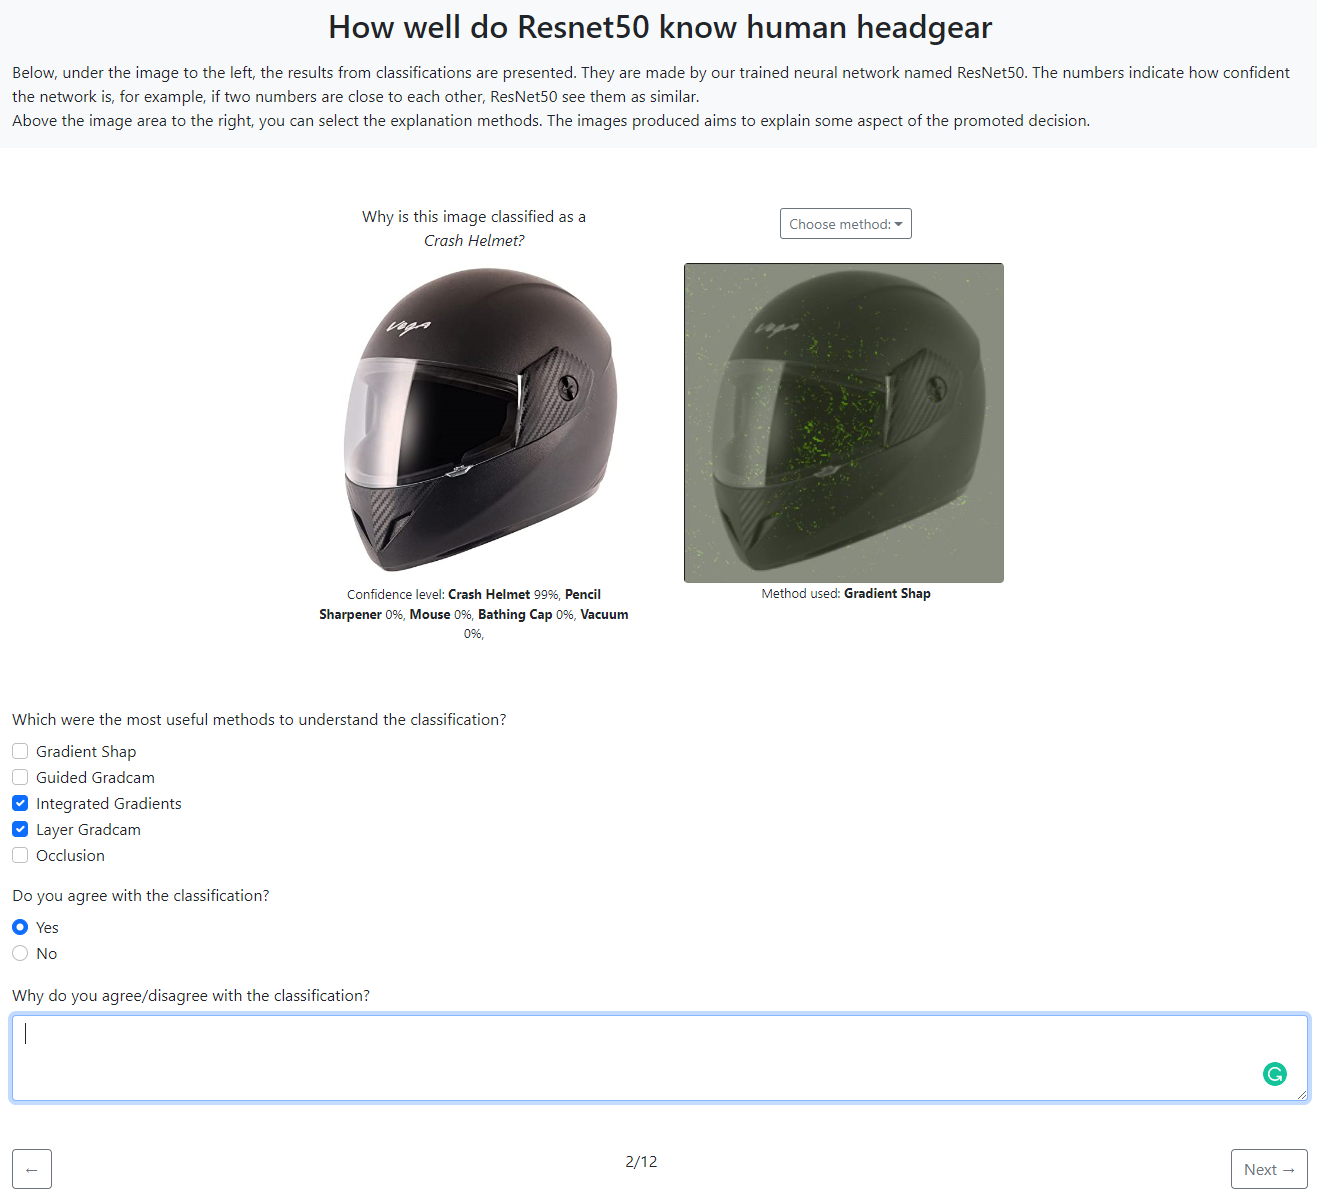 How well do Resnet50 know human headgear
Below, under the image to the left, the results from classifications are presented. They are made by our trained neural network named ResNet50. The numbers indicate how confident
the network is, for example, if two numbers are close to each other, ResNet50 see them as similar.
Above the image area to the right, you can select the explanation methods. The images produced aims to explain some aspect of the promoted decision.
Why is this image classified as a
Crash Helmet?
Choose method:
Vega
Vega
Confidence level: Crash Helmet 99%, Pencil
Sharpener 0%, Mouse 0%, Bathing Cap 0%, Vacuum
0%,
Method used: Gradient Shap
Which were the most useful methods to understand the classification?
Gradient Shap
Guided Gradcam
Integrated Gradients
Layer Gradcam
Occlusion
Do you agree with the classification?
Yes
No
Why do you agree/disagree with the classification?
←
2/12
Next →